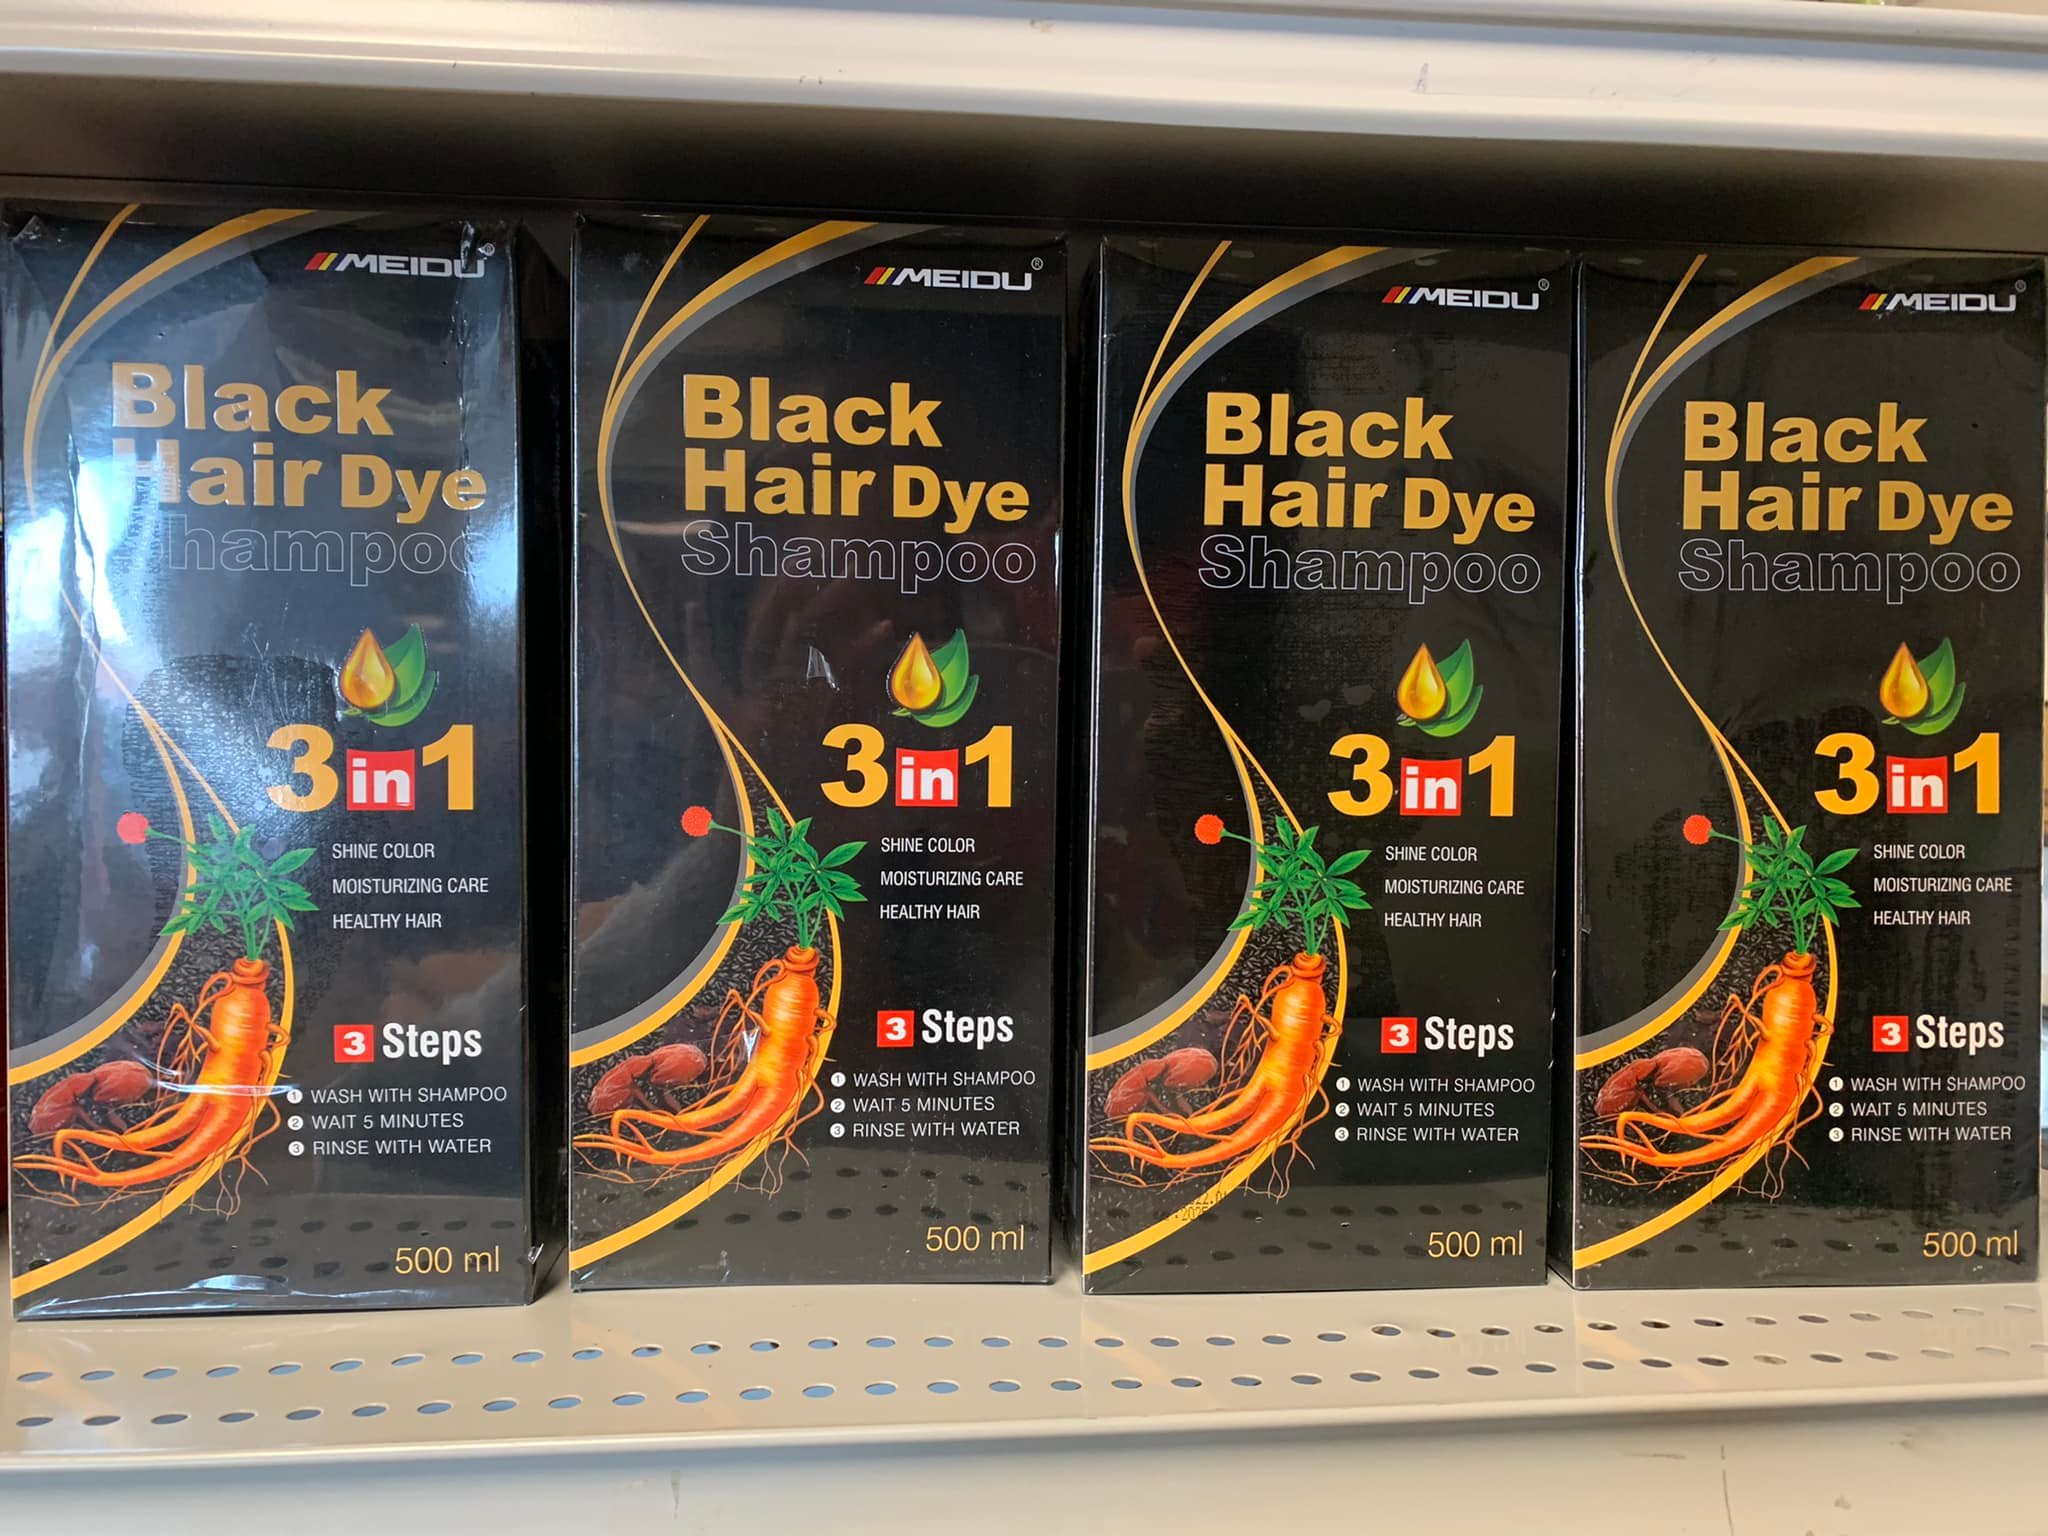 MEIDU
Black
Hair Dye
Shampoo
3 in 1
SHINE COLOR
MOISTURIZING CARE
HEALTHY HAIR
3 Steps
1 WASH WITH SHAMPOO
2 WAIT 5 MINUTES
3 RINSE WITH WATER
500 ml
MEIDU®
Black
Hair Dye
Shampoo
3 in 1
SHINE COLOR
MOISTURIZING CARE
HEALTHY HAIR
3 Steps
1 WASH WITH SHAMPOO
2 WAIT 5 MINUTES
3 RINSE WITH WATER
500 ml
MEIDU®
Black
Hair Dye
Shampoo
3 in 1
SHINE COLOR
MOISTURIZING CARE
HEALTHY HAIR
3 Steps
1 WASH WITH SHAMPOO
2 WAIT 5 MINUTES
3 RINSE WITH WATER
500 ml
MEIDU®
Black
Hair Dye
Shampoo
3 in 1
SHINE COLOR
MOISTURIZING CARE
HEALTHY HAIR
3 Steps
1 WASH WITH SHAMPOO
2 WAIT 5 MINUTES
3 RINSE WITH WATER
500 ml